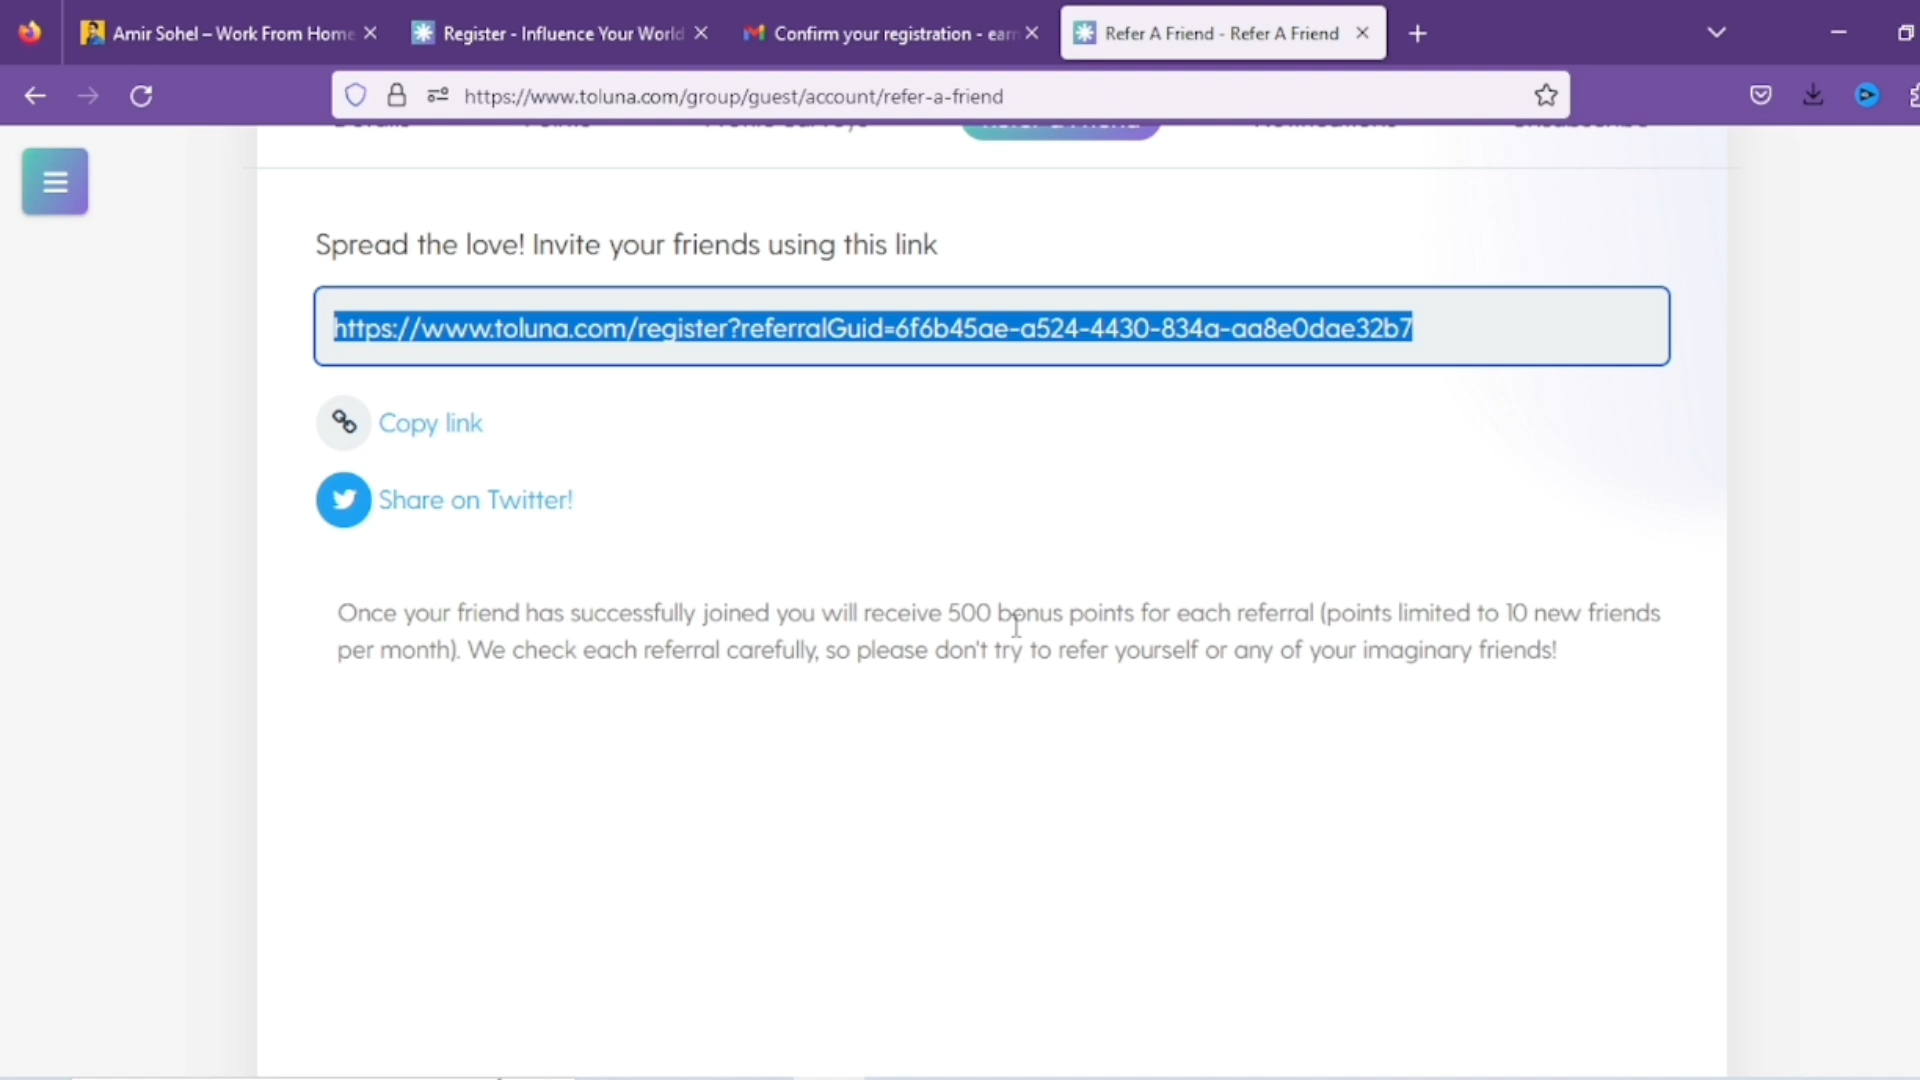 Amir Sohel – Work From Home
Register - Influence Your World
Confirm your registration - earn
Refer A Friend - Refer A Friend
https://www.toluna.com/group/guest/account/refer-a-friend
Spread the love! Invite your friends using this link
https://www.toluna.com/register?referralGuid=6f6b45ae-a524-4430-834a-aa8e0dae32b7
Copy link
Share on Twitter!
Once your friend has successfully joined you will receive 500 bonus points for each referral (points limited to 10 new friends
per month). We check each referral carefully, so please don't try to refer yourself or any of your imaginary friends!